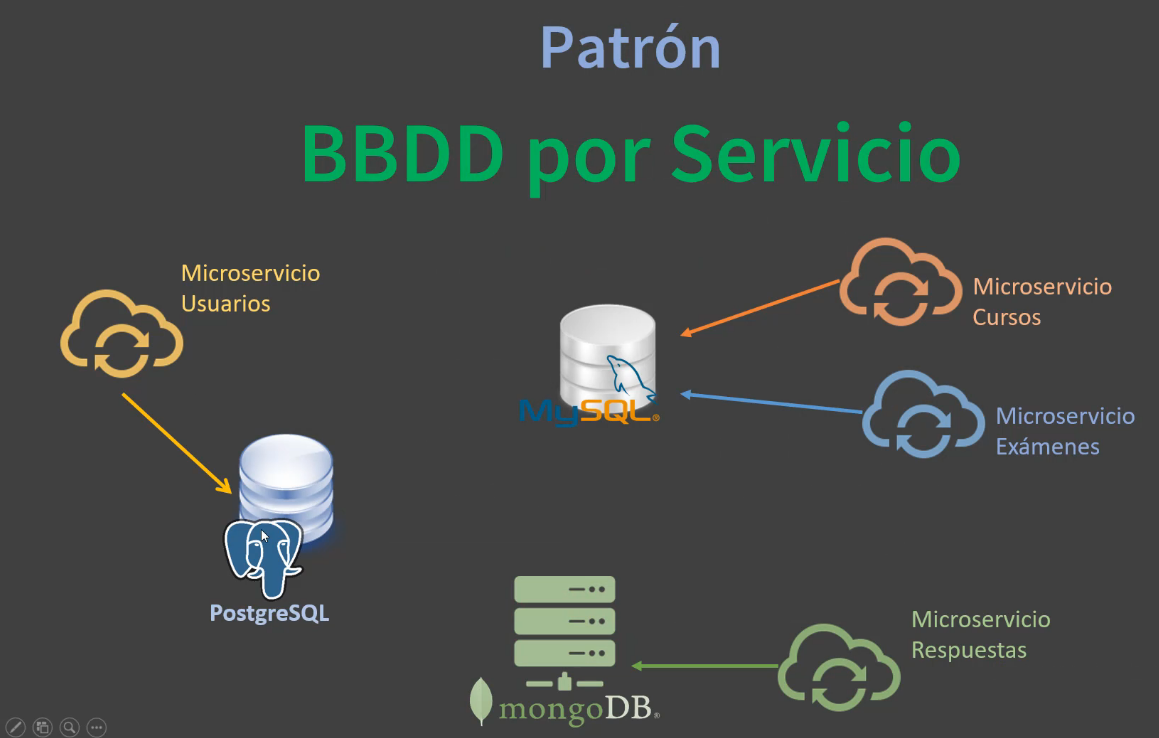 Patrón
BBDD por Servicio
Microservicio
Usuarios
Microservicio
Cursos
MySQL®
Microservicio
Exámenes
PostgreSQL
Microservicio
Respuestas
mongoDB®